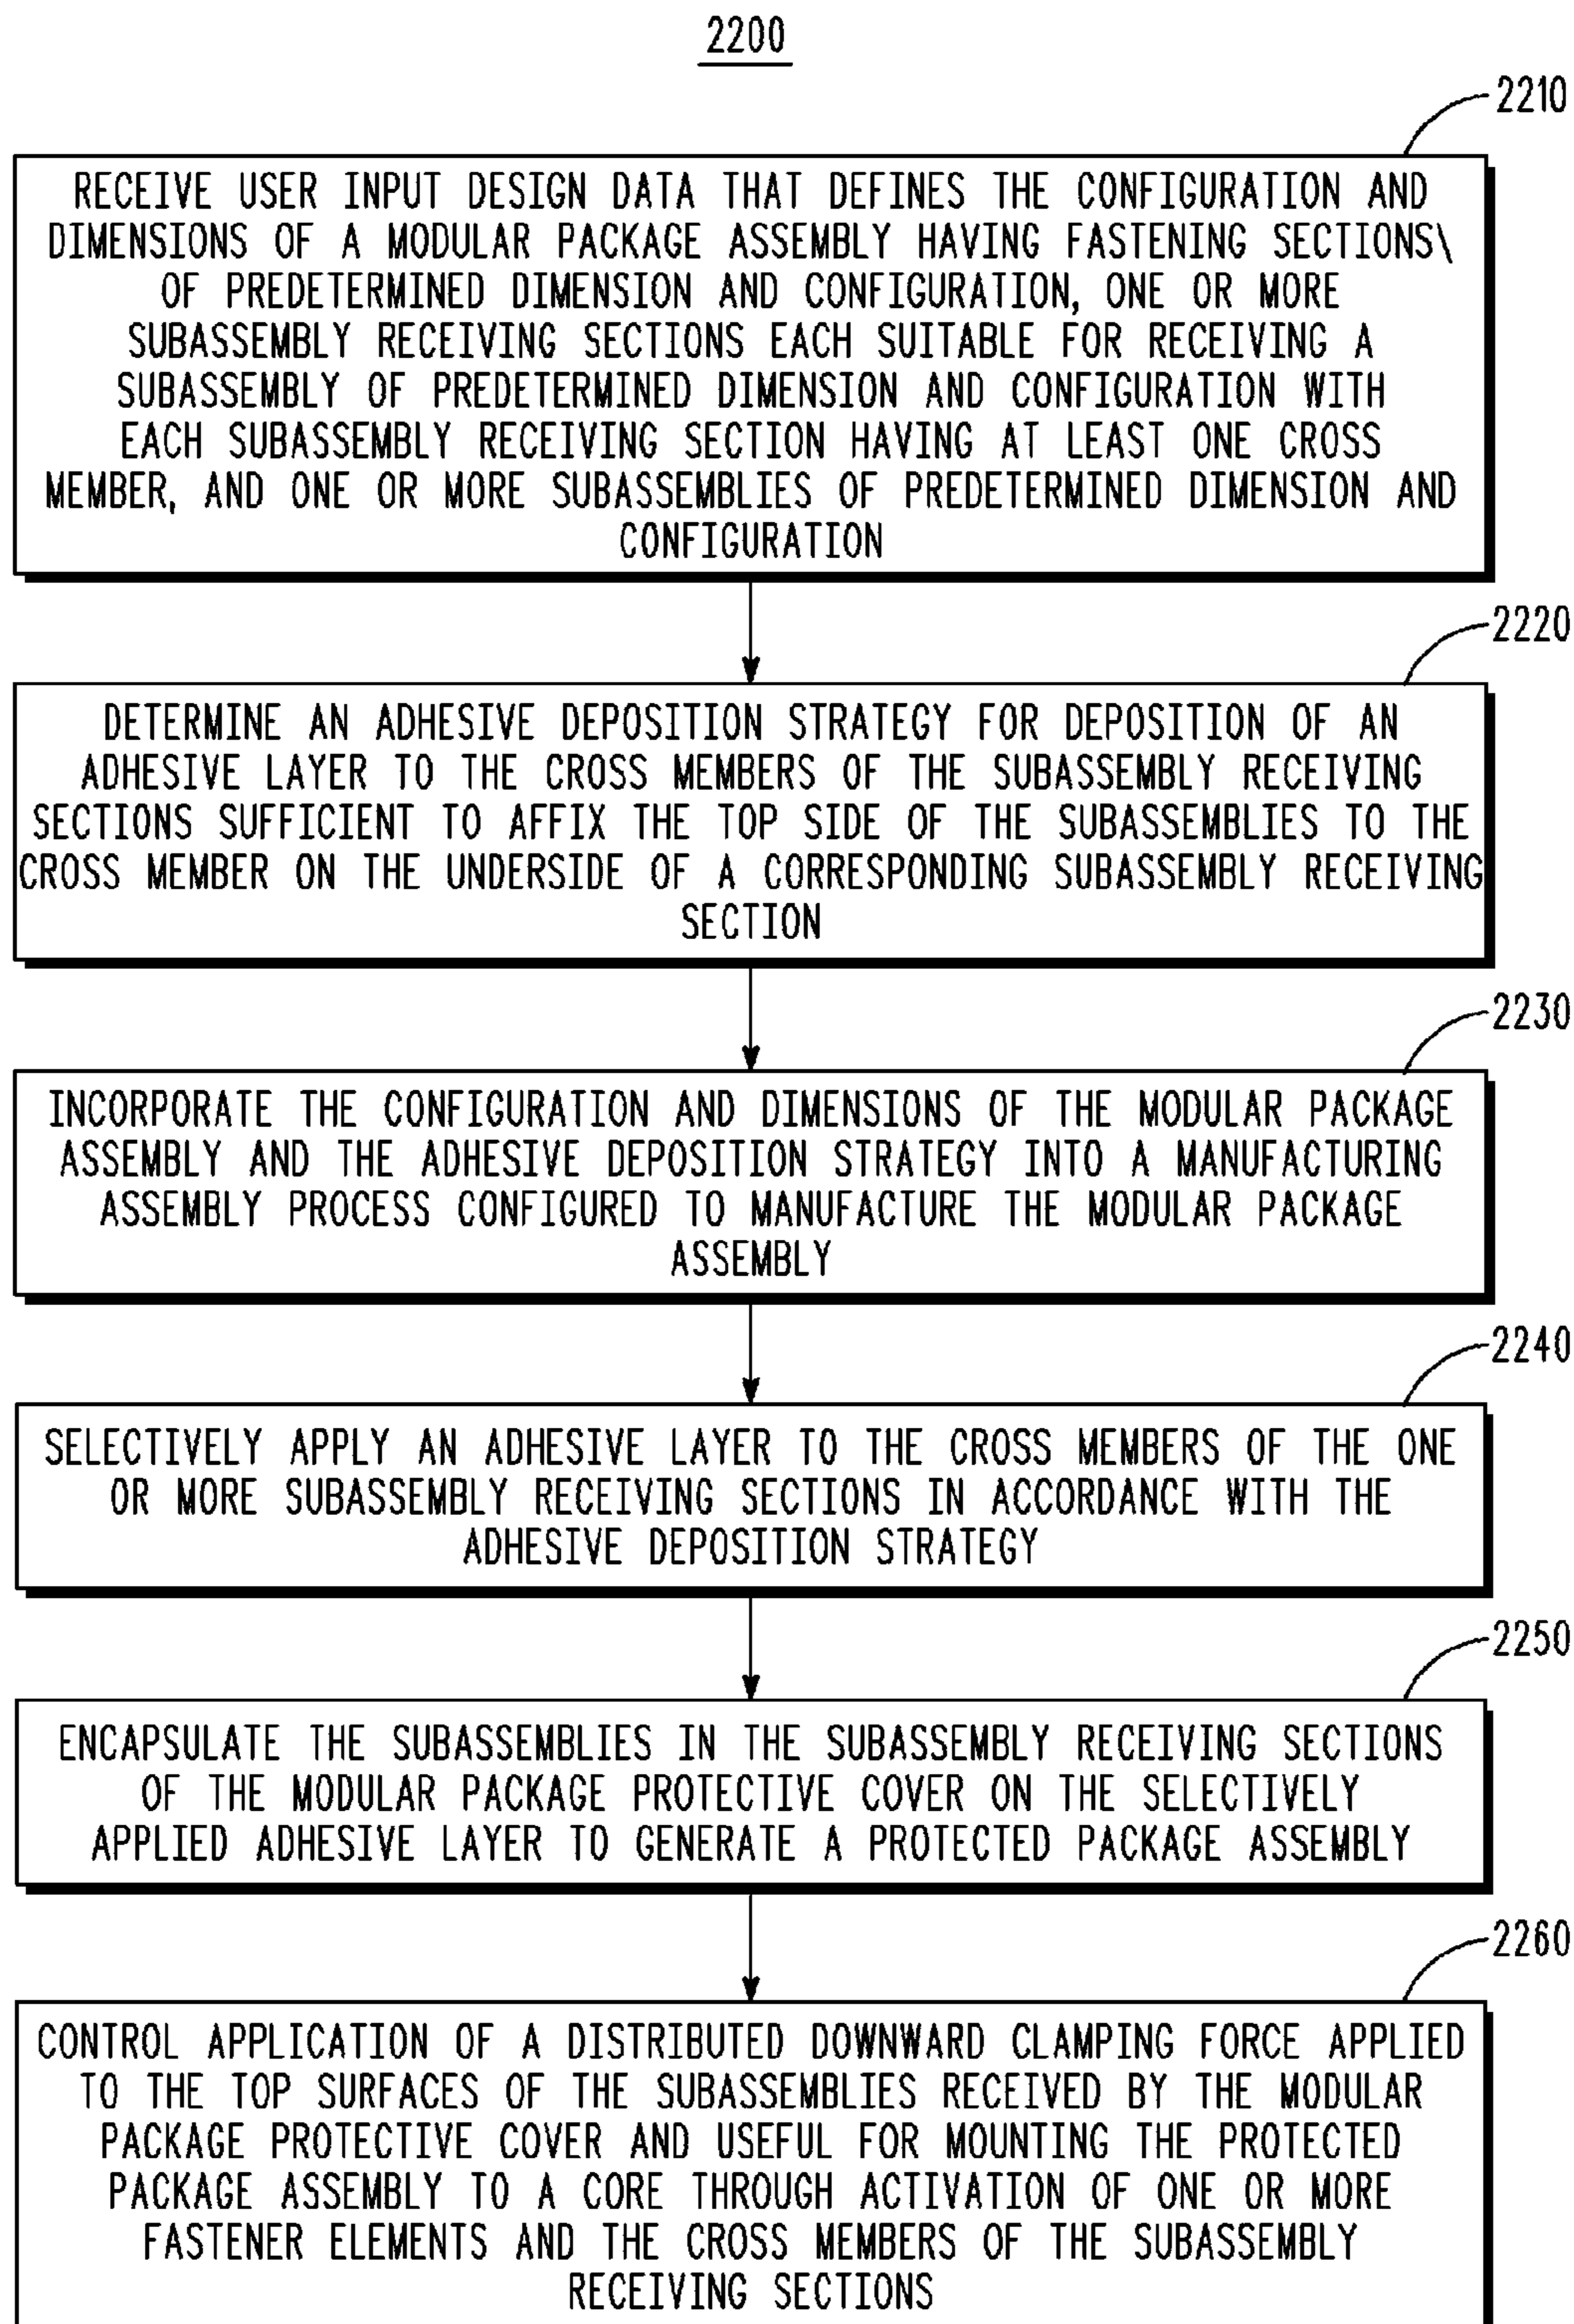 2200
2210
RECEIVE USER INPUT DESIGN DATA THAT DEFINES THE CONFIGURATION AND
DIMENSIONS OF A MODULAR PACKAGE ASSEMBLY HAVING FASTENING SECTIONS\
OF PREDETERMINED DIMENSION AND CONFIGURATION, ONE OR MORE
SUBASSEMBLY RECEIVING SECTIONS EACH SUITABLE FOR RECEIVING A
SUBASSEMBLY OF PREDETERMINED DIMENSION AND CONFIGURATION WITH
EACH SUBASSEMBLY RECEIVING SECTION HAVING AT LEAST ONE CROSS
MEMBER, AND ONE OR MORE SUBASSEMBLIES OF PREDETERMINED DIMENSION AND
CONFIGURATION
2220
DETERMINE AN ADHESIVE DEPOSITION STRATEGY FOR DEPOSITION OF AN
ADHESIVE LAYER TO THE CROSS MEMBERS OF THE SUBASSEMBLY RECEIVING
SECTIONS SUFFICIENT TO AFFIX THE TOP SIDE OF THE SUBASSEMBLIES TO THE
CROSS MEMBER ON THE UNDERSIDE OF A CORRESPONDING SUBASSEMBLY RECEIVING
SECTION
2230
INCORPORATE THE CONFIGURATION AND DIMENSIONS OF THE MODULAR PACKAGE
ASSEMBLY AND THE ADHESIVE DEPOSITION STRATEGY INTO A MANUFACTURING
ASSEMBLY PROCESS CONFIGURED TO MANUFACTURE THE MODULAR PACKAGE
ASSEMBLY
2240
SELECTIVELY APPLY AN ADHESIVE LAYER TO THE CROSS MEMBERS OF THE ONE
OR MORE SUBASSEMBLY RECEIVING SECTIONS IN ACCORDANCE WITH THE
ADHESIVE DEPOSITION STRATEGY
2250
ENCAPSULATE THE SUBASSEMBLIES IN THE SUBASSEMBLY RECEIVING SECTIONS
OF THE MODULAR PACKAGE PROTECTIVE COVER ON THE SELECTIVELY
APPLIED ADHESIVE LAYER TO GENERATE A PROTECTED PACKAGE ASSEMBLY
2260
CONTROL APPLICATION OF A DISTRIBUTED DOWNWARD CLAMPING FORCE APPLIED
TO THE TOP SURFACES OF THE SUBASSEMBLIES RECEIVED BY THE MODULAR
PACKAGE PROTECTIVE COVER AND USEFUL FOR MOUNTING THE PROTECTED
PACKAGE ASSEMBLY TO A CORE THROUGH ACTIVATION OF ONE OR MORE
FASTENER ELEMENTS AND THE CROSS MEMBERS OF THE SUBASSEMBLY
RECEIVING SECTIONS